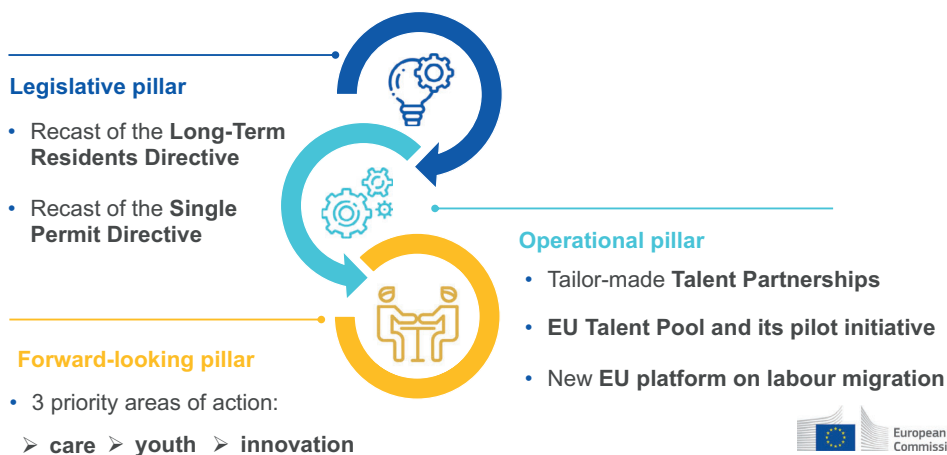 Legislative pillar
• Recast of the Long-Term
Residents Directive
• Recast of the Single
Permit Directive
Operational pillar
• Tailor-made Talent Partnerships
• EU Talent Pool and its pilot initiative
• New EU platform on labour migration
Forward-looking pillar
• 3 priority areas of action:
➢ care ➢ youth ➢ innovation
European
Commissi